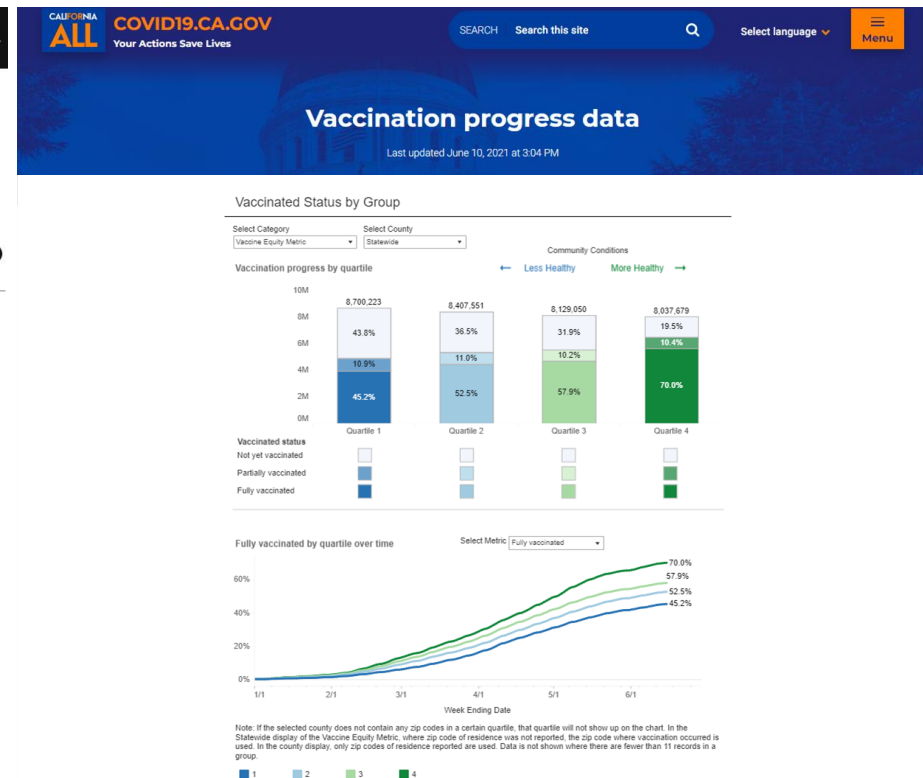 CALIFORNIA
ALL
COVID19.CA.GOV
Your Actions Save Lives
SEARCH Search this site
Select language
Menu
Vaccination progress data
Last updated June 10, 2021 at 3:04 PM
Vaccinated Status by Group
Select Category Select County
Vaccine Equity Metric Statewide
Community Conditions
Vaccination progress by quartile ← Less Healthy More Healthy →
10M
8M
6M
4M
2M
0M
8,700,223 8,407,551 8,129,050 8,037,679
43.8% 36.5% 31.9% 19.5%
10.9% 11.0% 10.2% 10.4%
45.2% 52.5% 57.9% 70.0%
Quartile 1 Quartile 2 Quartile 3 Quartile 4
Vaccinated status
Not yet vaccinated
Partially vaccinated
Fully vaccinated
Fully vaccinated by quartile over time Select Metric Fully vaccinated
70.0%
57.9%
52.5%
45.2%
60%
40%
20%
0%
1/1 2/1 3/1 4/1 5/1 6/1
Week Ending Date
Note: If the selected county does not contain any zip codes in a certain quartile, that quartile will not show up on the chart. In the
Statewide display of the Vaccine Equity Metric, where zip code of residence was not reported, the zip code where vaccination occurred is
used. In the county display, only zip codes of residence reported are used. Data is not shown where there are fewer than 11 records in a
group.
1 2 3 4